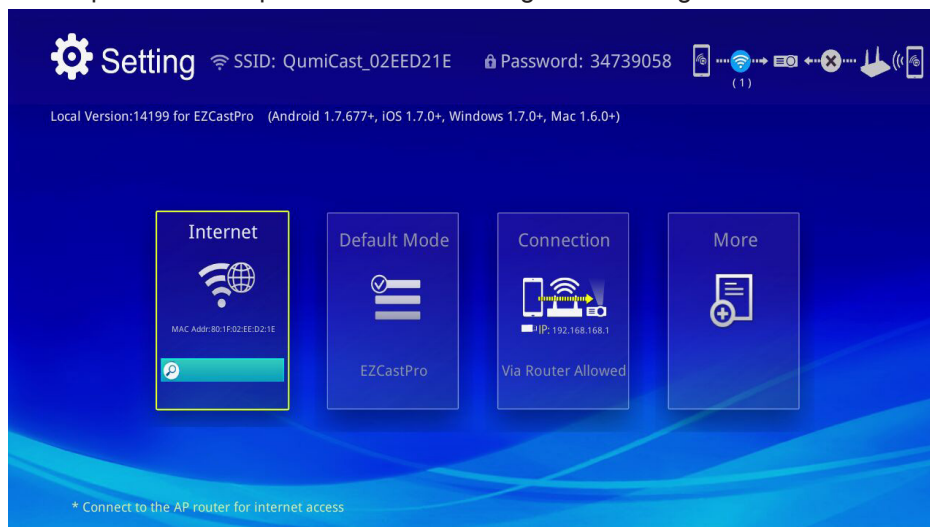 Setting SSID: QumiCast_02EED21E Password: 34739058
(1)
Local Version:14199 for EZCastPro (Android 1.7.677+, iOS 1.7.0+, Windows 1.7.0+, Mac 1.6.0+)
Internet
MAC Addr:80:1F:02:EE:D2:1E
Default Mode
EZCastPro
Connection
IP: 192.168.168.1
Via Router Allowed
More
* Connect to the AP router for internet access